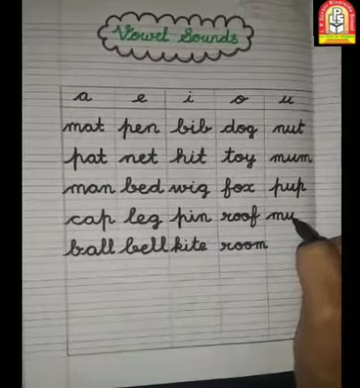 Vowel Sounds
a e i o u
mat pen bib dog nut
pat net hit toy mum
man bed wig fox pup
cap leg pin roof mu
ball bell kite room